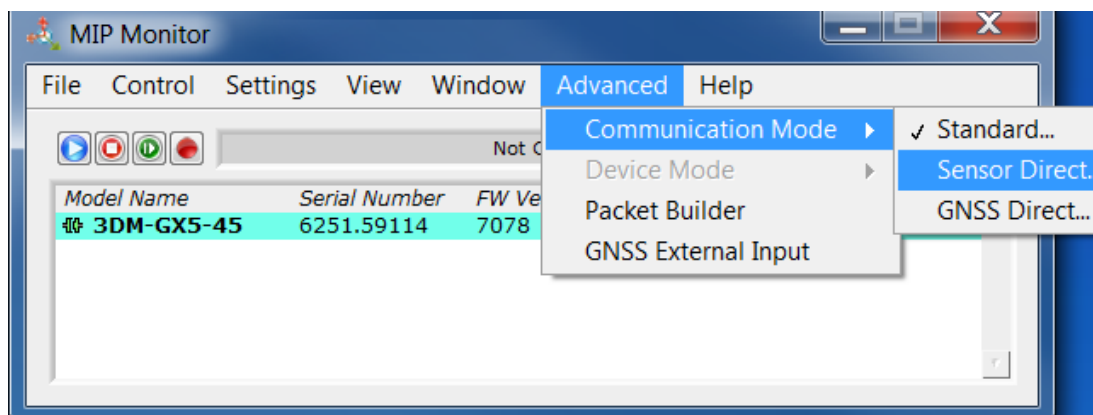 MIP Monitor
File Control Settings View Window Advanced Help
Communication Mode
Standard...
Device Mode
Sensor Direct..
Packet Builder
GNSS Direct...
GNSS External Input
Not
Model Name Serial Number FW Ve
3DM-GX5-45 6251.59114 7078